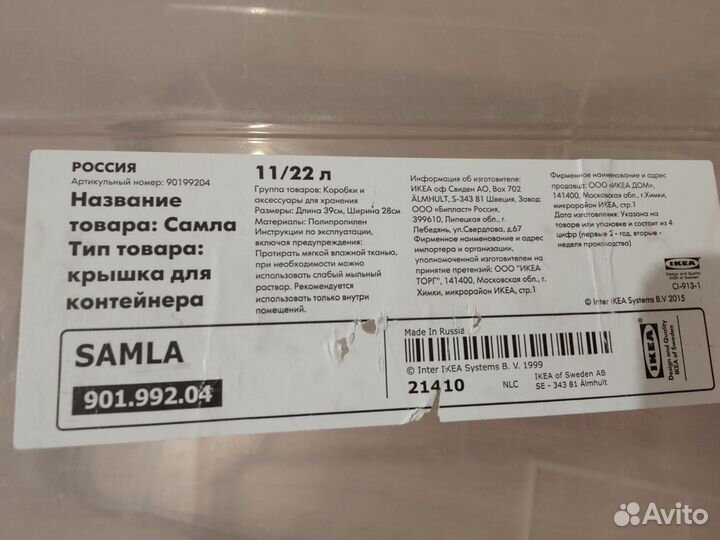 РОССИЯ
Артикульный номер: 90199204
Название
товара: Самла
Тип товара:
крышка для
контейнера
11/22 л
Группа товаров: Коробки и
аксессуары для хранения
Размеры: Длина 39см, Ширина 28см
Материалы: Полипропилен
Инструкции по эксплуатации,
включая предупреждения:
Протирать мягкой влажной тканью,
при необходимости можно
использовать слабый мыльный
раствор. Рекомендуется
использовать только внутри
помещений.
Информация об изготовителе:
ИКЕА оф Свиден АО, Box 702
ÄLMHULT, S-343 81 Швеция, Завод:
ООО «Бипласт» Россия,
399610, Липецкая обл., г.
Лебедянь, ул.Свердлова, д.67
Фирменное наименование и адрес
импортера и организации,
уполномоченной изготовителем на
принятие претензий: ООО "ИКЕА
ТОРГ", 141400, Московская обл., г.
Химки, микрорайон ИКЕА, стр.1
Фирменное наименование и адрес
продавца: ООО «ИКЕА ДОМ»,
141400, Московская обл., г.Химки,
микрорайон ИКЕА, стр.1
Дата изготовления: Указана на
товаре или упаковке и состоит из 4
цифр (первые 2 - год, вторые -
неделя производства)
IKEA
Design and Quality
IKEA of Sweden
CI-913-1
© Inter IKEA Systems B.V 2015
SAMLA
901.992.04
Made In Russia
© Inter IKEA Systems B. V. 1999
21410
NLC
IKEA of Sweden AB
SE - 343 81 Älmhult
IKEA
Design and Quality
IKEA of Sweden
Avito